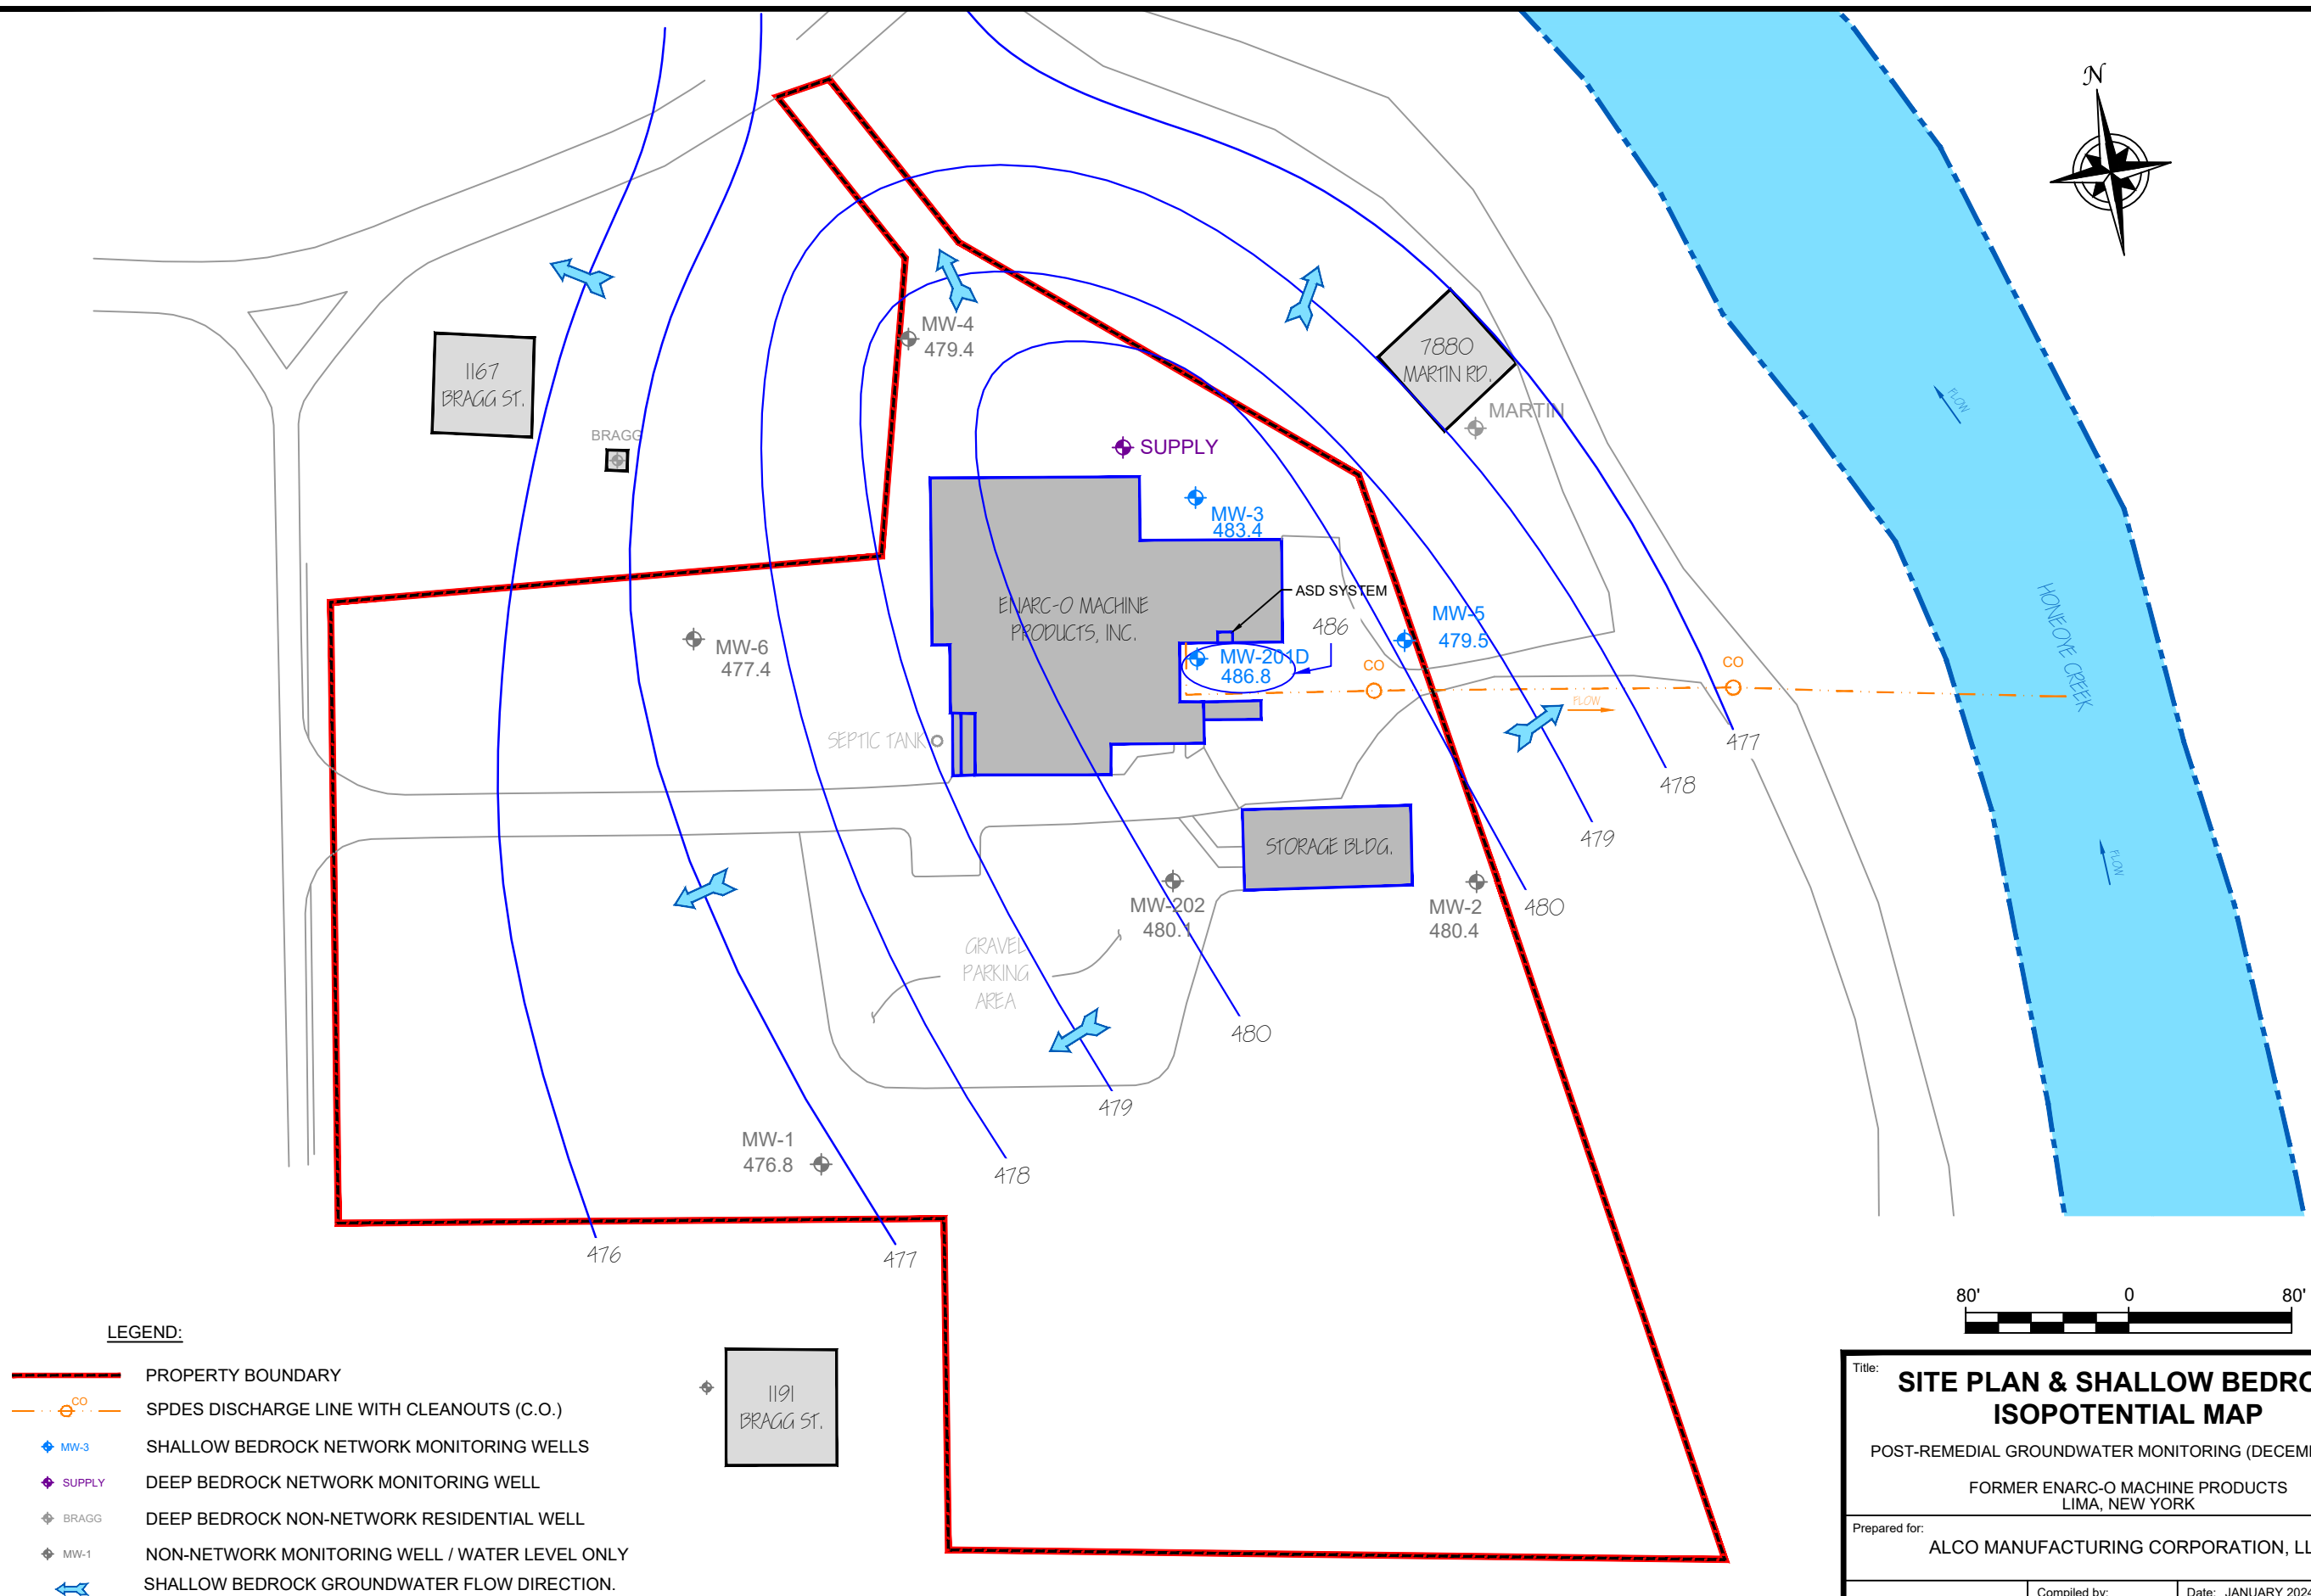 N
1167
BRAGG ST.
BRAGG
MW-4
479.4
7880
MARTIN RD.
MARTIN
SUPPLY
MW-3
483.4
ENARC-O MACHINE
PRODUCTS, INC.
ASD SYSTEM
486
MW-5
479.5
MW-201D
486.8
CO
CO
FLOW
FLOW
FLOW
HONEOYE CREEK
MW-6
477.4
SEPTIC TANK
477
478
479
480
STORAGE BLDG.
MW-202
480.1
MW-2
480.4
GRAVEL
PARKING
AREA
480
479
478
477
476
MW-1
476.8
1191
BRAGG ST.
80'
0
80'
LEGEND:
PROPERTY BOUNDARY
CO
SPDES DISCHARGE LINE WITH CLEANOUTS (C.O.)
MW-3
SHALLOW BEDROCK NETWORK MONITORING WELLS
SUPPLY
DEEP BEDROCK NETWORK MONITORING WELL
BRAGG
DEEP BEDROCK NON-NETWORK RESIDENTIAL WELL
MW-1
NON-NETWORK MONITORING WELL / WATER LEVEL ONLY
SHALLOW BEDROCK GROUNDWATER FLOW DIRECTION.
Title:
SITE PLAN & SHALLOW
ISOPOTENTIAL MAP
POST-REMEDIAL GROUNDWATER MONITORING
FORMER ENARC-O MACHINE PRODUCTS
LIMA, NEW YORK
Prepared for:
ALCO MANUFACTURING CORPORATION,
Compiled by:
Date: JANUARY 2024